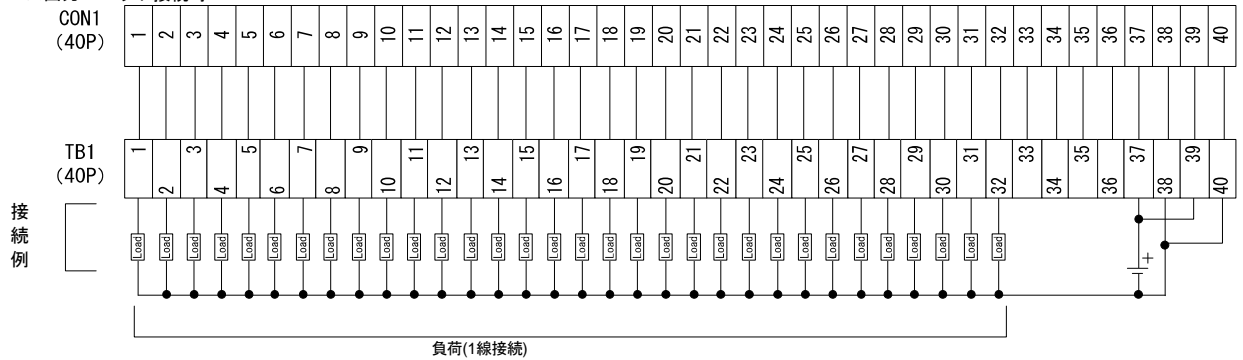 CON1
(40P)
1 2 3 4 5 6 7 8 9 10 11 12 13 14 15 16 17 18 19 20 21 22 23 24 25 26 27 28 29 30 31 32 33 34 35 36 37 38 39 40
TB1
(40P)
1 2 3 4 5 6 7 8 9 10 11 12 13 14 15 16 17 18 19 20 21 22 23 24 25 26 27 28 29 30 31 32 33 34 35 36 37 38 39 40
接続例
Load Load Load Load Load Load Load Load Load Load Load Load Load Load Load Load Load Load Load Load Load Load Load Load Load Load Load Load Load Load Load Load
+
負荷(1線接続)